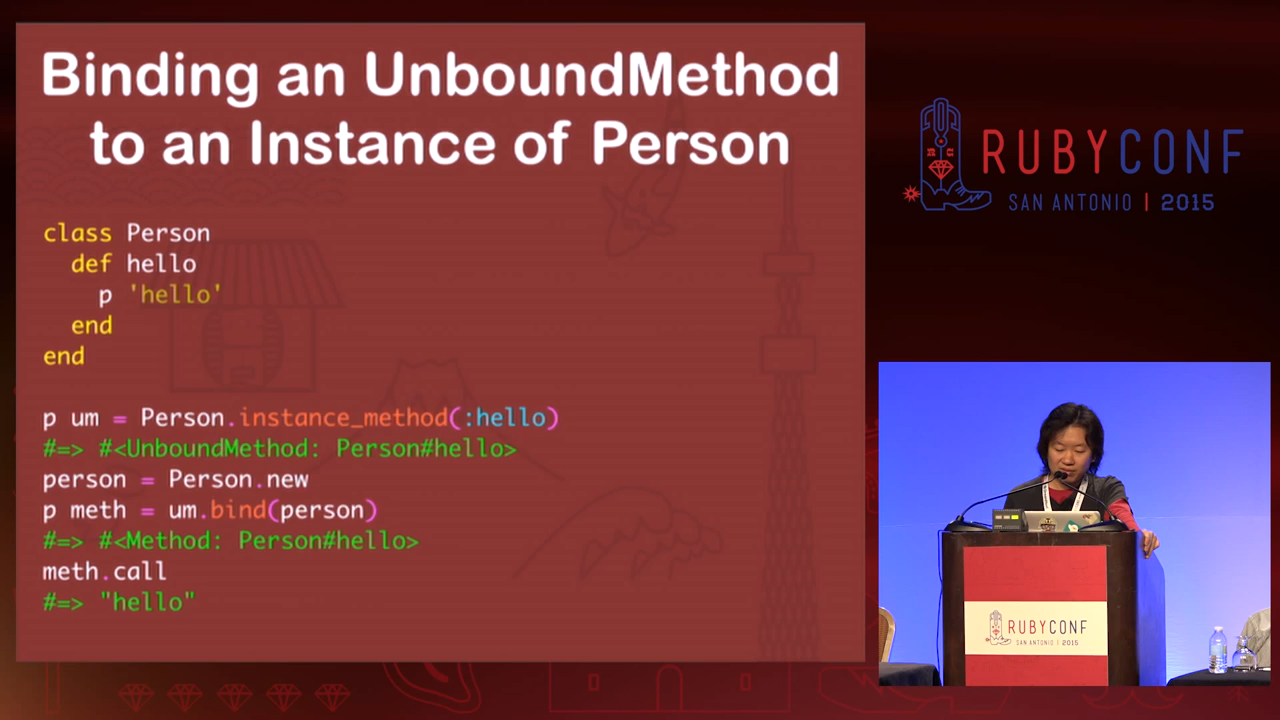 Binding an UnboundMethod
to an Instance of Person
class Person
  def hello
    p 'hello'
  end
end
p um = Person.instance_method(:hello)
#=> #<UnboundMethod: Person#hello>
person = Person.new
p meth = um.bind(person)
#=> #<Method: Person#hello>
meth.call
#=> "hello"
RUBYCONF
SAN ANTONIO | 2015
RUBYCONF
SAN ANTONIO | 2015